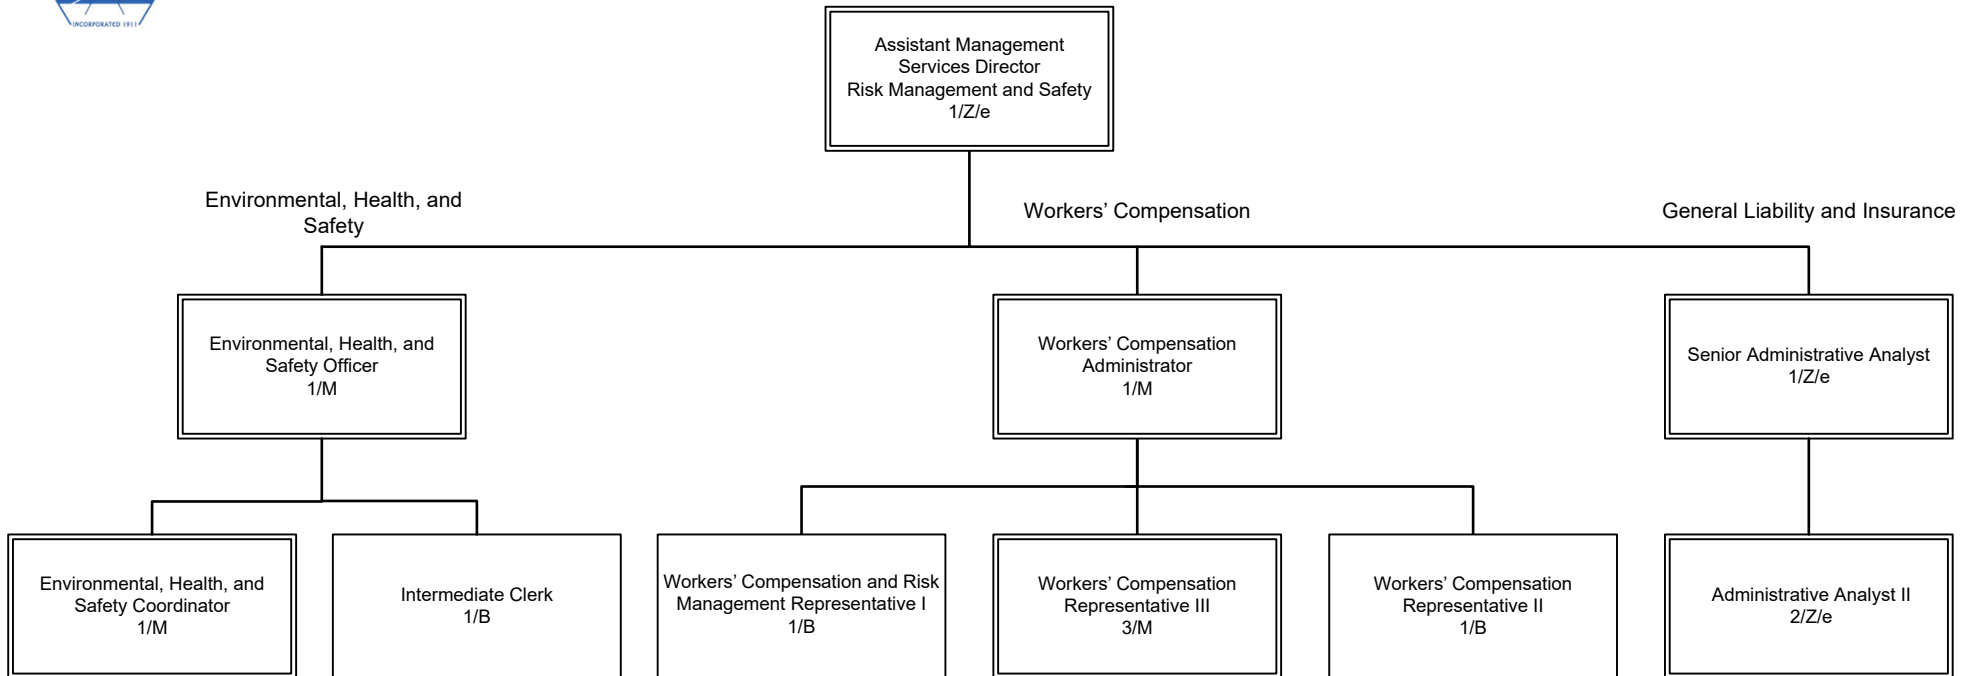 INCORPORATED 1911
Assistant Management
Services Director
Risk Management and Safety
1/Z/e
Environmental, Health, and
Safety
Workers’ Compensation
General Liability and Insurance
Environmental, Health, and
Safety Officer
1/M
Workers’ Compensation
Administrator
1/M
Senior Administrative Analyst
1/Z/e
Environmental, Health, and
Safety Coordinator
1/M
Intermediate Clerk
1/B
Workers’ Compensation and Risk
Management Representative I
1/B
Workers’ Compensation
Representative III
3/M
Workers’ Compensation
Representative II
1/B
Administrative Analyst II
2/Z/e